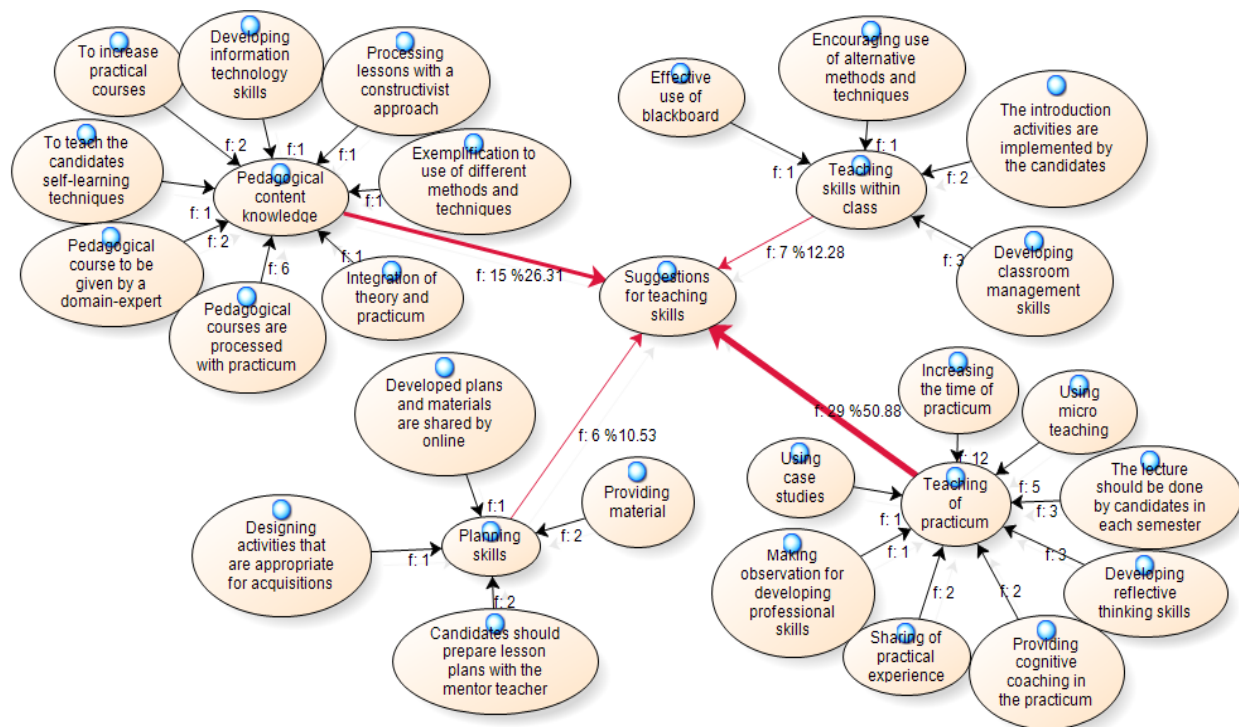 To increase
practical
courses
Developing
information
technology
skills
Processing
lessons with a
constructivist
approach
To teach the
candidates
self-learning
techniques
Exemplification to
use of different
methods and
techniques
f: 2
f:1
f:1
f: 1
f:1
Pedagogical
content
knowledge
f: 2
f: 6
f: 1
Pedagogical
course to be
given by a
domain-expert
Pedagogical
courses are
processed
with practicum
Integration of
theory and
practicum
f: 15 %26.31
Suggestions
for teaching
skills
Effective
use of
blackboard
Encouraging use
of alternative
methods and
techniques
The introduction
activities are
implemented by
the candidates
f: 1
f: 1
f: 2
Teaching
skills within
class
f: 3
Developing
classroom
management
skills
f: 7 %12.28
Developed plans
and materials
are shared by
online
f: 6 %10.53
Designing
activities that
are appropriate
for acquisitions
f:1
f: 1
Planning
skills
f: 2
Providing
material
f: 2
Candidates should
prepare lesson
plans with the
mentor teacher
f: 29 %50.88
Increasing
the time of
practicum
Using
micro
teaching
Using
case
studies
f: 12
Teaching
of
practicum
f: 5
The lecture
should be done
by candidates in
each semester
f: 1
f: 3
f: 1
f: 3
Making
observation for
developing
professional
skills
f: 2
f: 2
Developing
reflective
thinking skills
Sharing of
practical
experience
Providing
cognitive
coaching in
the practicum